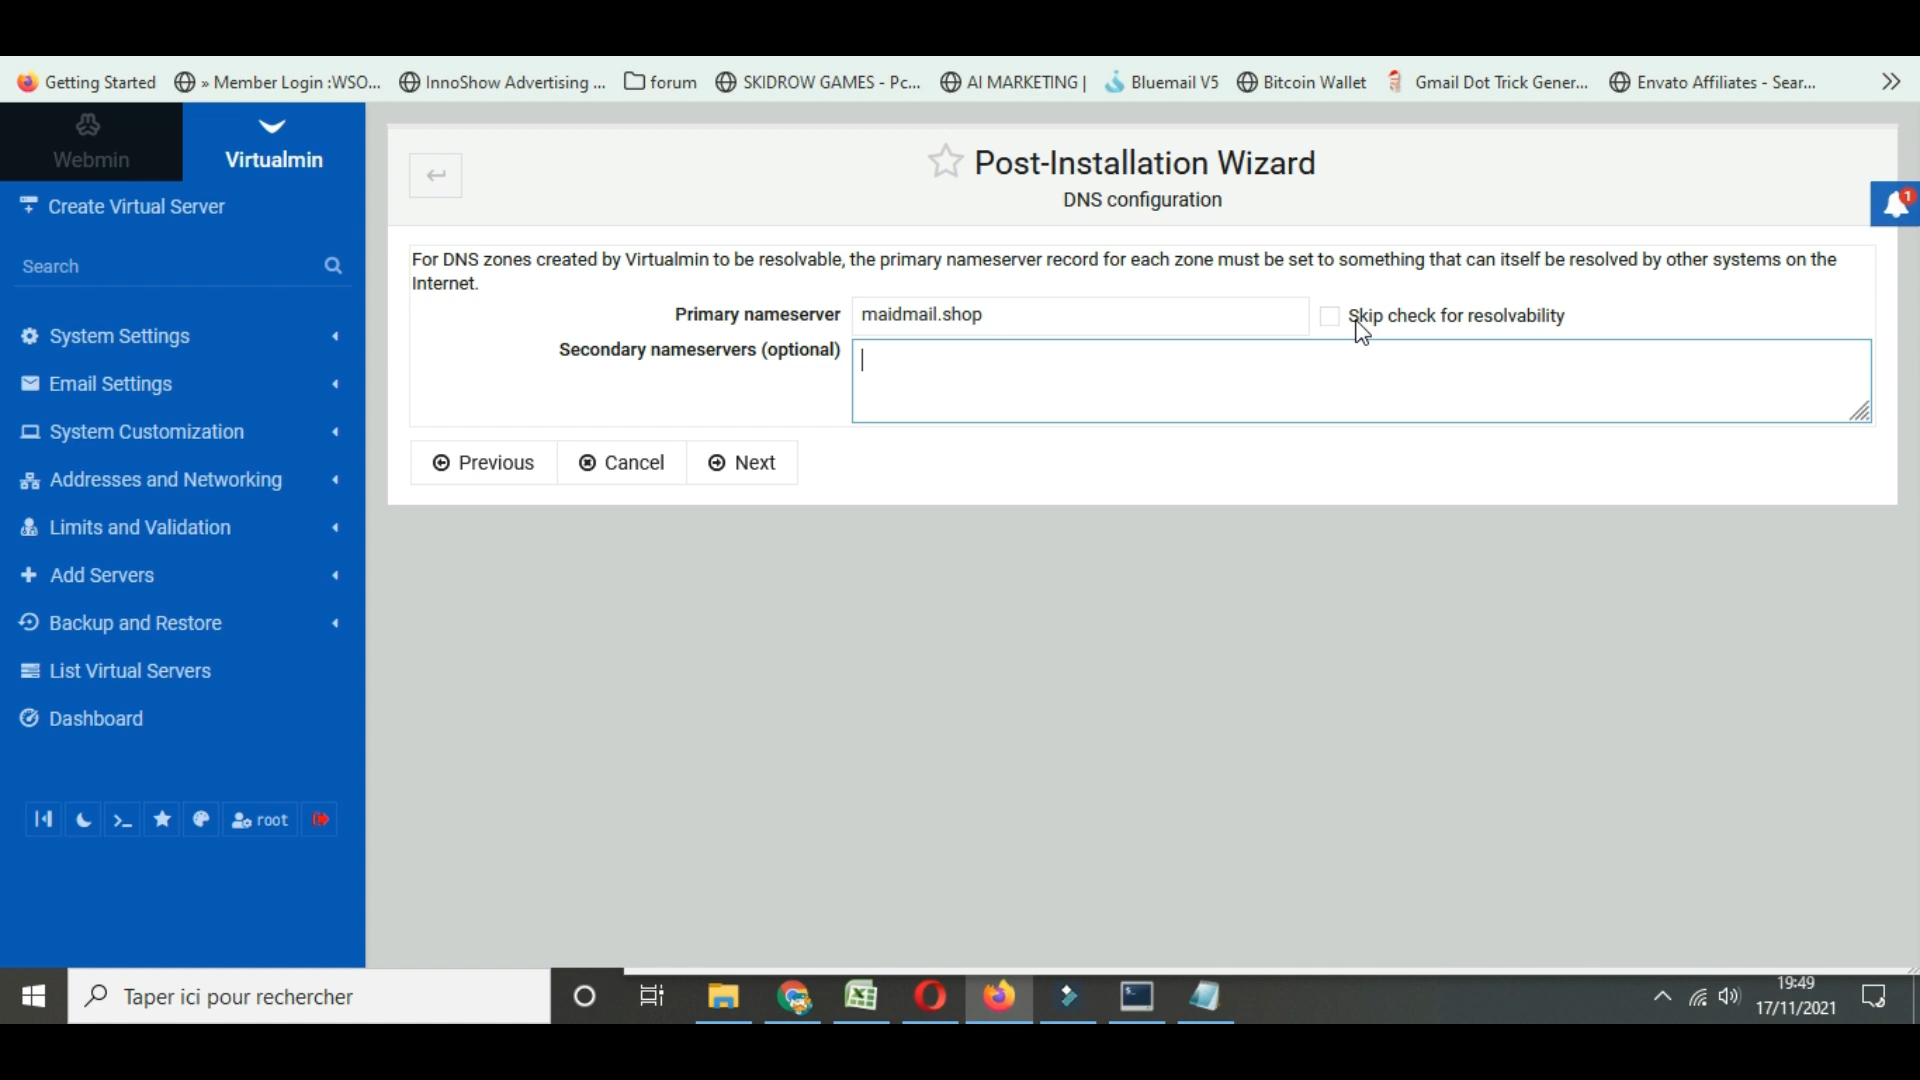 Getting Started
» Member Login :WSO...
InnoShow Advertising ...
forum
SKIDROW GAMES - Pc...
AI MARKETING |
Bluemail V5
Bitcoin Wallet
Gmail Dot Trick Gener...
Envato Affiliates - Sear...
Webmin
Virtualmin
Create Virtual Server
Search
System Settings
Email Settings
System Customization
Addresses and Networking
Limits and Validation
Add Servers
Backup and Restore
List Virtual Servers
Dashboard
root
Post-Installation Wizard
DNS configuration
1
For DNS zones created by Virtualmin to be resolvable, the primary nameserver record for each zone must be set to something that can itself be resolved by other systems on the
Internet.
Primary nameserver
maidmail.shop
Skip check for resolvability
Secondary nameservers (optional)
Previous
Cancel
Next
Taper ici pour rechercher
19:49
17/11/2021